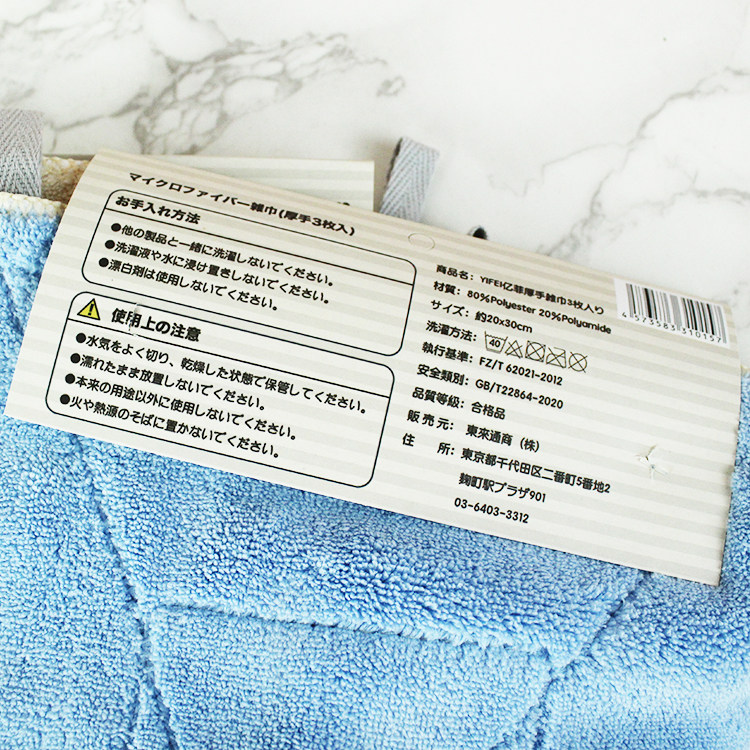 マイクロファイバー雑巾(厚手3枚入)
お手入れ方法
●他の製品と一緒に洗濯しないでください。
●洗濯液や水に浸け置きしないでください。
●漂白剤は使用しないでください。
使用上の注意
●水気をよく切り、乾燥した状態で保管してください。
●濡れたまま放置しないでください。
●本来の用途以外に使用しないでください。
●火や熱源のそばに置かないでください。
商品名: YIFEI亿菲厚手雑巾3枚入り
材質: 80%Polyester 20%Polyamide
サイズ: 約20x30cm
洗濯方法: 40
執行基準: FZ/T 62021-2012
安全類別: GB/T22864-2020
品質等級: 合格品
販売元: 東來通商(株)
住 所: 東京都千代田区二番町5番地2
麹町駅プラザ901
03-6403-3312
4 573583 310137